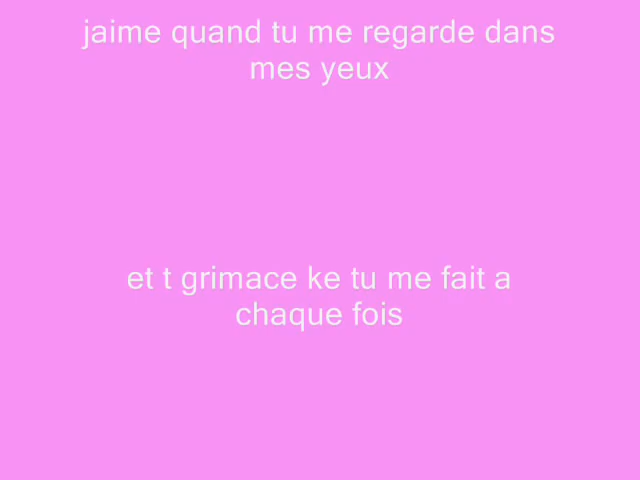 jaime quand tu me regarde dans
mes yeux
et t grimace ke tu me fait a
chaque fois